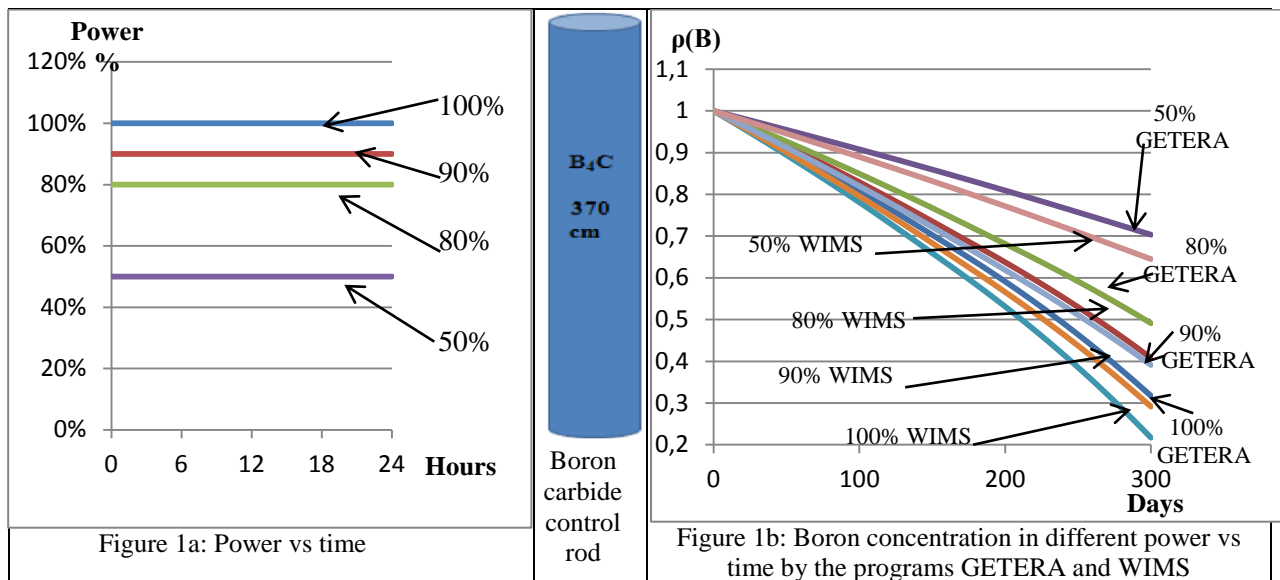 Power
%
120%
100%
80%
60%
40%
20%
0%
0 6 12 18 24
Hours
100%
90%
80%
50%
Figure 1a: Power vs time
B₄C
370
cm
Boron
carbide
control
rod
ρ(B)
1,1
1
0,9
0,8
0,7
0,6
0,5
0,4
0,3
0,2
0 100 200 300
Days
50%
GETERA
50% WIMS
80%
GETERA
80% WIMS
90%
GETERA
90% WIMS
100%
GETERA
100% WIMS
Figure 1b: Boron concentration in different power vs
time by the programs GETERA and WIMS